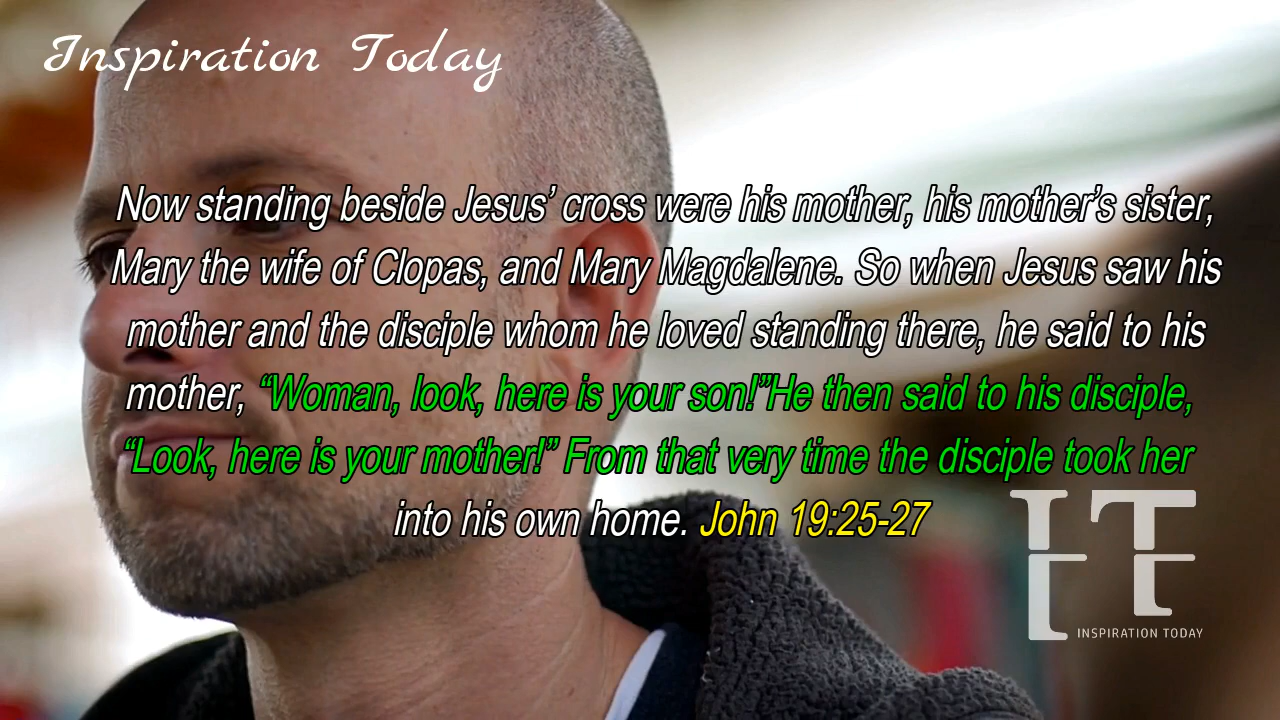 Inspiration Today
Now standing beside Jesus’ cross were his mother, his mother’s sister,
Mary the wife of Clopas, and Mary Magdalene. So when Jesus saw his
mother and the disciple whom he loved standing there, he said to his
mother, “Woman, look, here is your son!”He then said to his disciple,
“Look, here is your mother!” From that very time the disciple took her
into his own home. John 19:25-27
IT
INSPIRATION TODAY